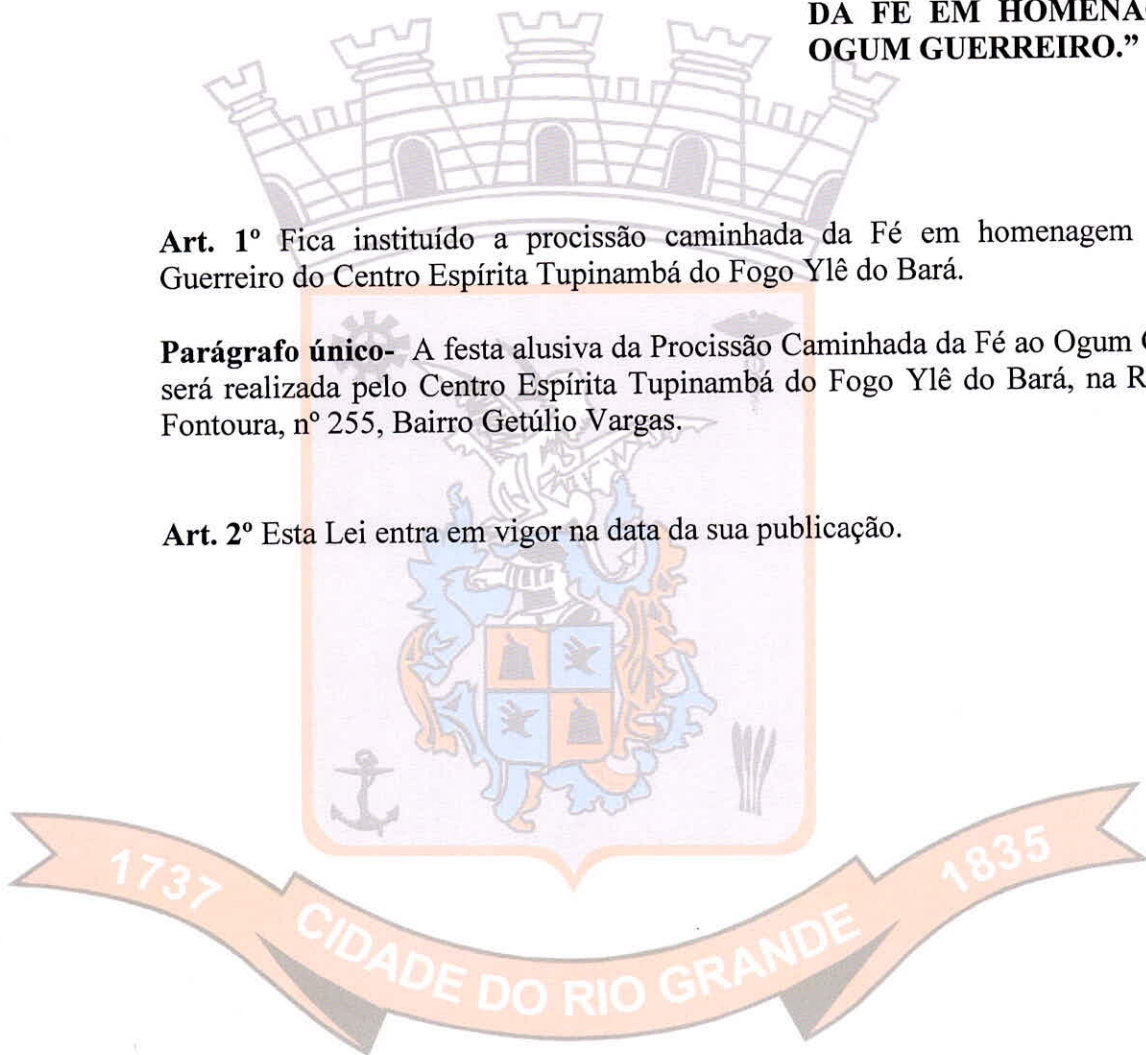 DA FÉ EM HOMENA
OGUM GUERREIRO.”
Art. 1º Fica instituído a procissão caminhada da Fé em homenagem
Guerreiro do Centro Espírita Tupinambá do Fogo Ylê do Bará.
Parágrafo único- A festa alusiva da Procissão Caminhada da Fé ao Ogum
será realizada pelo Centro Espírita Tupinambá do Fogo Ylê do Bará, na R
Fontoura, nº 255, Bairro Getúlio Vargas.
Art. 2º Esta Lei entra em vigor na data da sua publicação.
1737
CIDADE DO RIO GRANDE
1835